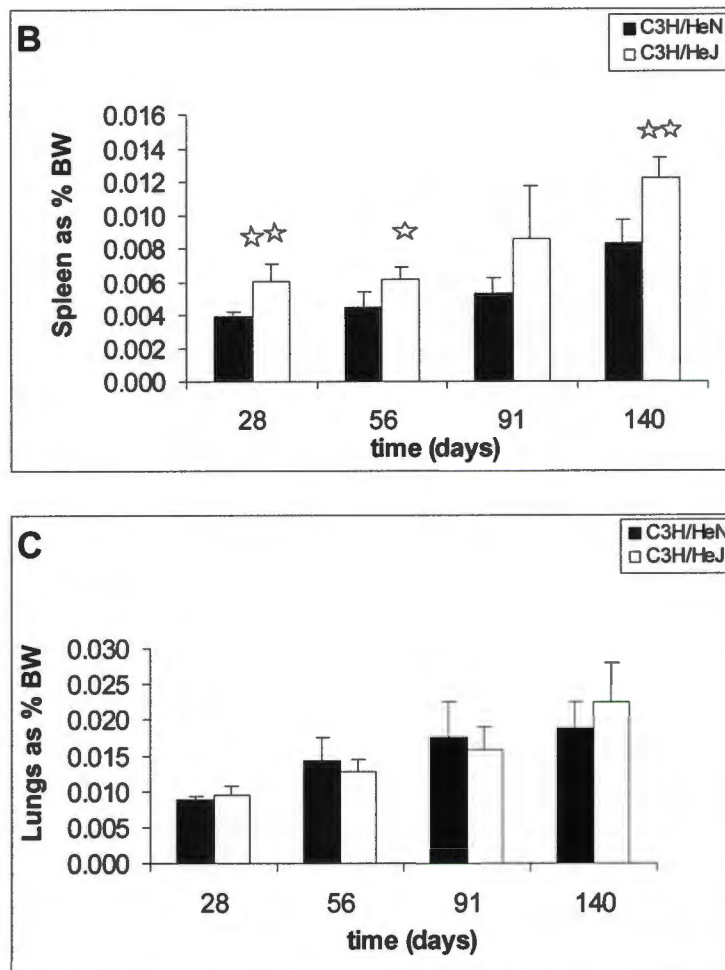 B
C3H/HeN
C3H/HeJ
Spleen as % BW
0.016
0.014
0.012
0.010
0.008
0.006
0.004
0.002
0.000
28 56 91 140
time (days)
C
C3H/HeN
C3H/HeJ
Lungs as % BW
0.030
0.025
0.020
0.015
0.010
0.005
0.000
28 56 91 140
time (days)